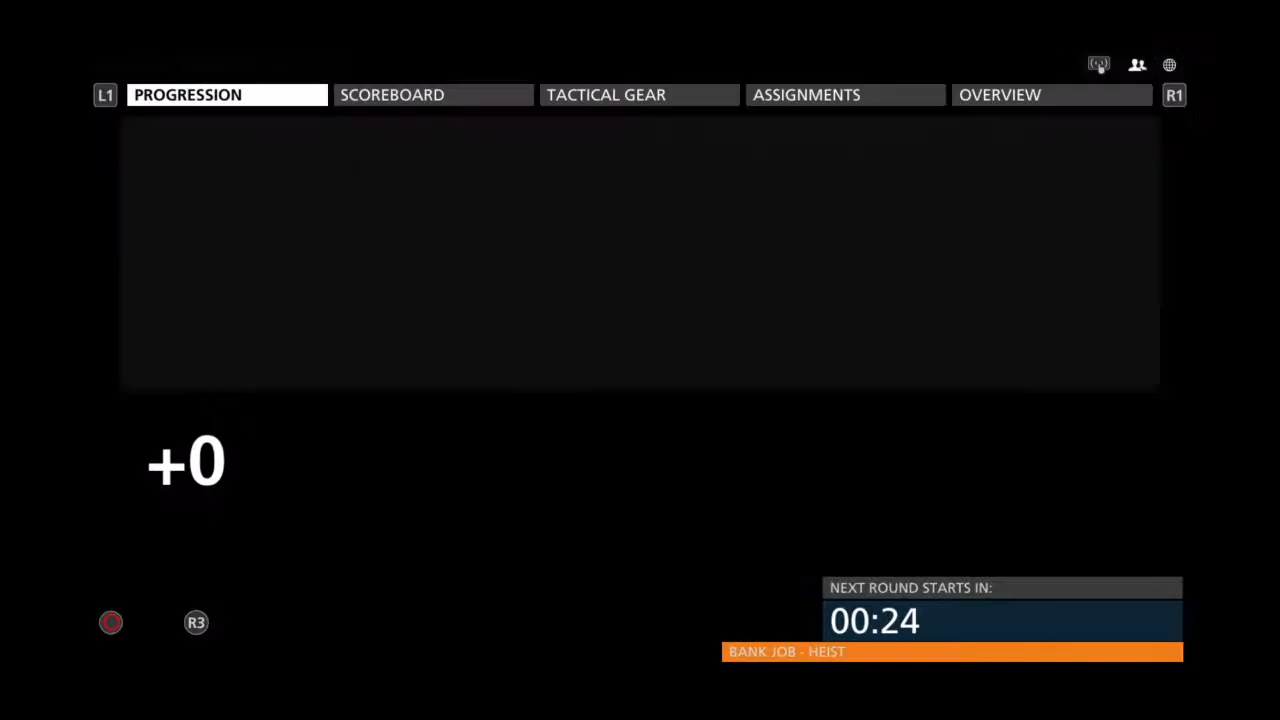 L1 PROGRESSION SCOREBOARD TACTICAL GEAR ASSIGNMENTS OVERVIEW R1
+0
NEXT ROUND STARTS IN:
00:24
R3
BANK JOB - HEIST